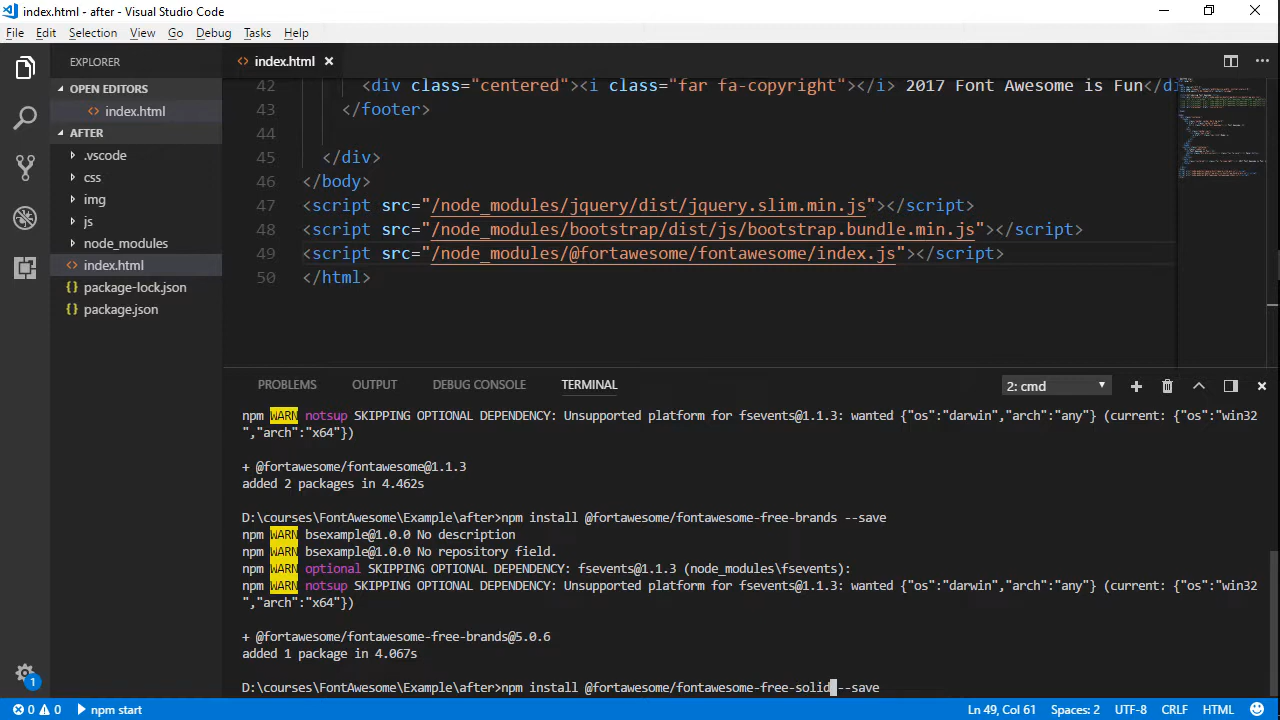 index.html - after - Visual Studio Code
File Edit Selection View Go Debug Tasks Help
EXPLORER
OPEN EDITORS
index.html
AFTER
.vscode
css
img
js
node_modules
index.html
package-lock.json
package.json
index.html
42 <div class="centered"><i class="far fa-copyright"></i> 2017 Font Awesome is Fun</di
43 </footer>
44
45 </div>
46 </body>
47 <script src="/node_modules/jquery/dist/jquery.slim.min.js"></script>
48 <script src="/node_modules/bootstrap/dist/js/bootstrap.bundle.min.js"></script>
49 <script src="/node_modules/@fortawesome/fontawesome/index.js"></script>
50 </html>
PROBLEMS OUTPUT DEBUG CONSOLE TERMINAL 2: cmd
npm WARN notsup SKIPPING OPTIONAL DEPENDENCY: Unsupported platform for fsevents@1.1.3: wanted {"os":"darwin","arch":"any"} (current: {"os":"win32
","arch":"x64"})
+ @fortawesome/fontawesome@1.1.3
added 2 packages in 4.462s
D:\courses\FontAwesome\Example\after>npm install @fortawesome/fontawesome-free-brands --save
npm WARN bsexample@1.0.0 No description
npm WARN bsexample@1.0.0 No repository field.
npm WARN optional SKIPPING OPTIONAL DEPENDENCY: fsevents@1.1.3 (node_modules\fsevents):
npm WARN notsup SKIPPING OPTIONAL DEPENDENCY: Unsupported platform for fsevents@1.1.3: wanted {"os":"darwin","arch":"any"} (current: {"os":"win32
","arch":"x64"})
+ @fortawesome/fontawesome-free-brands@5.0.6
added 1 package in 4.067s
D:\courses\FontAwesome\Example\after>npm install @fortawesome/fontawesome-free-solid --save
1
0 0 npm start Ln 49, Col 61 Spaces: 2 UTF-8 CRLF HTML